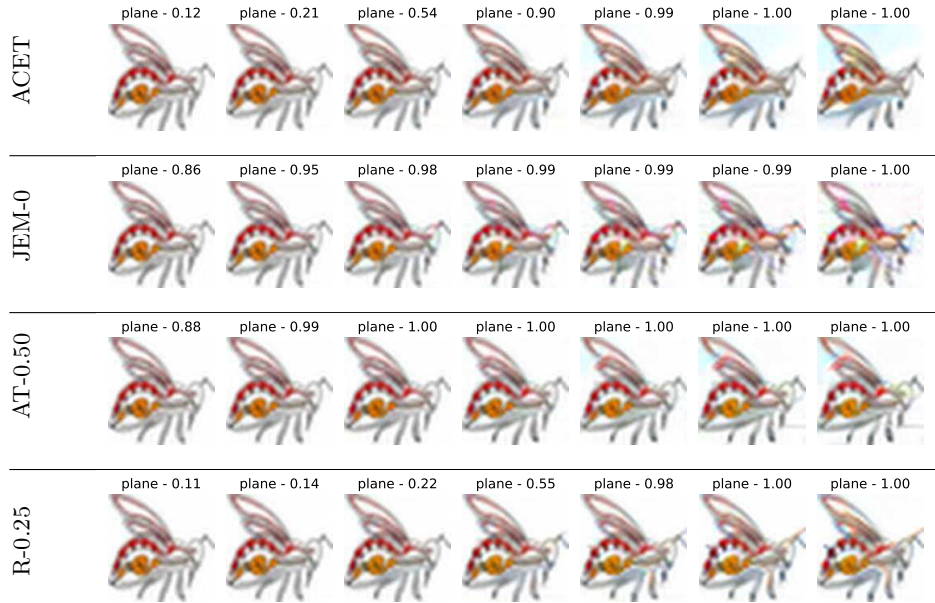 ACET
plane - 0.12 plane - 0.21 plane - 0.54 plane - 0.90 plane - 0.99 plane - 1.00 plane - 1.00
JEM-0
plane - 0.86 plane - 0.95 plane - 0.98 plane - 0.99 plane - 0.99 plane - 0.99 plane - 1.00
AT-0.50
plane - 0.88 plane - 0.99 plane - 1.00 plane - 1.00 plane - 1.00 plane - 1.00 plane - 1.00
R-0.25
plane - 0.11 plane - 0.14 plane - 0.22 plane - 0.55 plane - 0.98 plane - 1.00 plane - 1.00